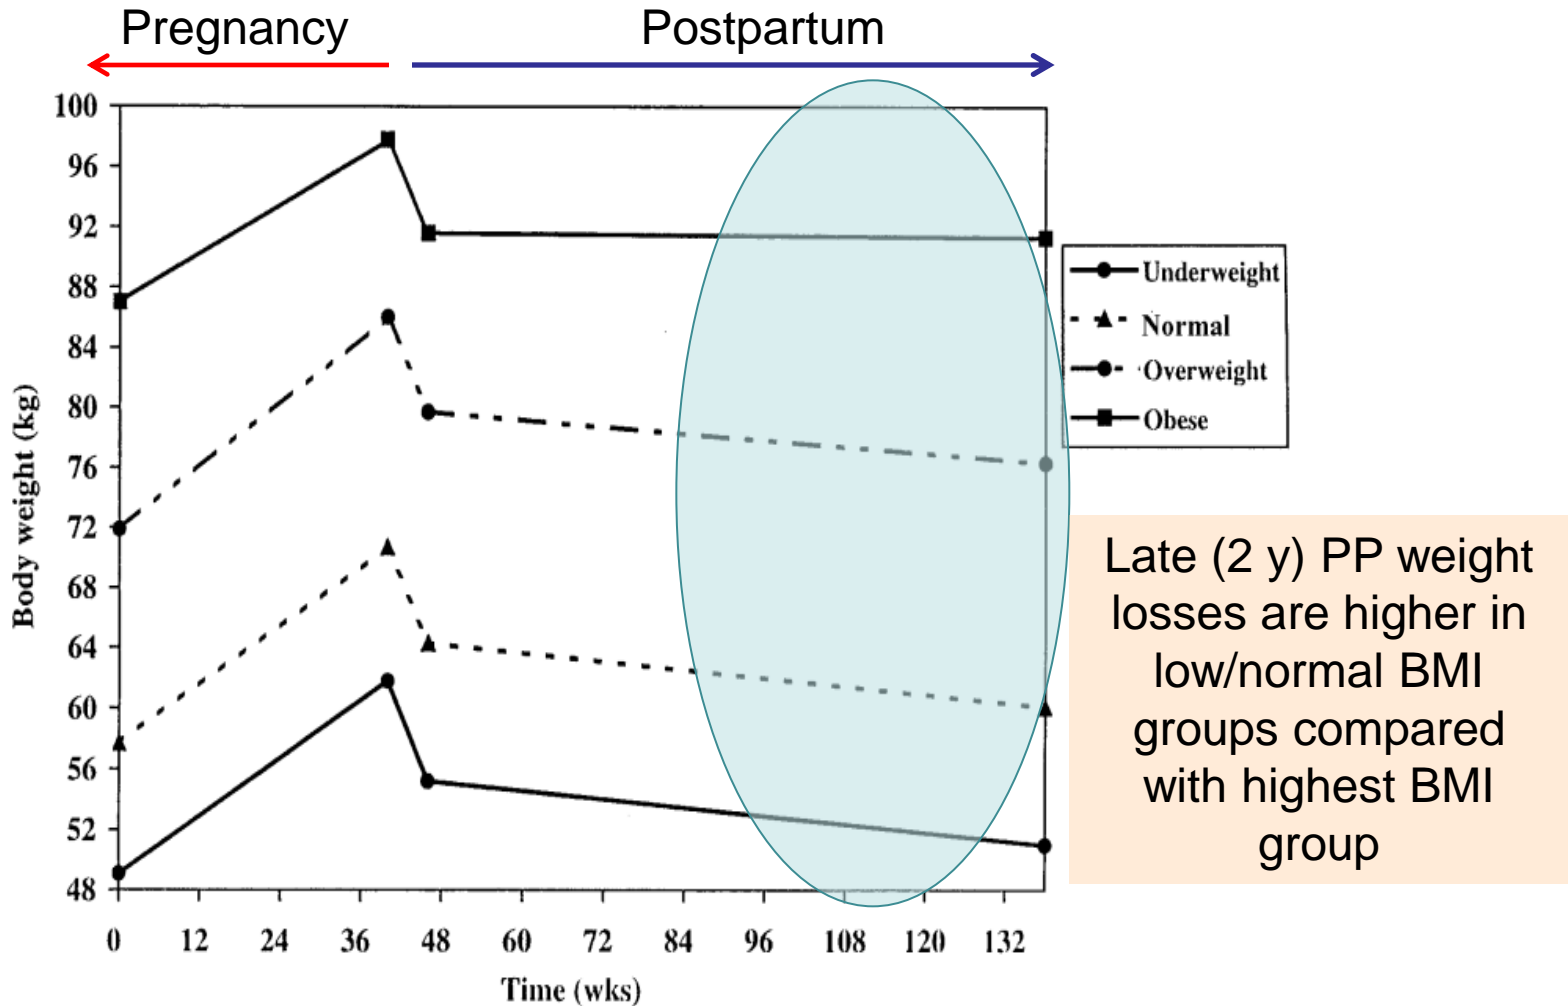 Pregnancy
Postpartum
100
96
92
88
84
80
76
72
68
64
60
56
52
48
Body weight (kg)
0 12 24 36 48 60 72 84 96 108 120 132
Time (wks)
Underweight
Normal
Overweight
Obese
Late (2 y) PP weight
losses are higher in
low/normal BMI
groups compared
with highest BMI
group